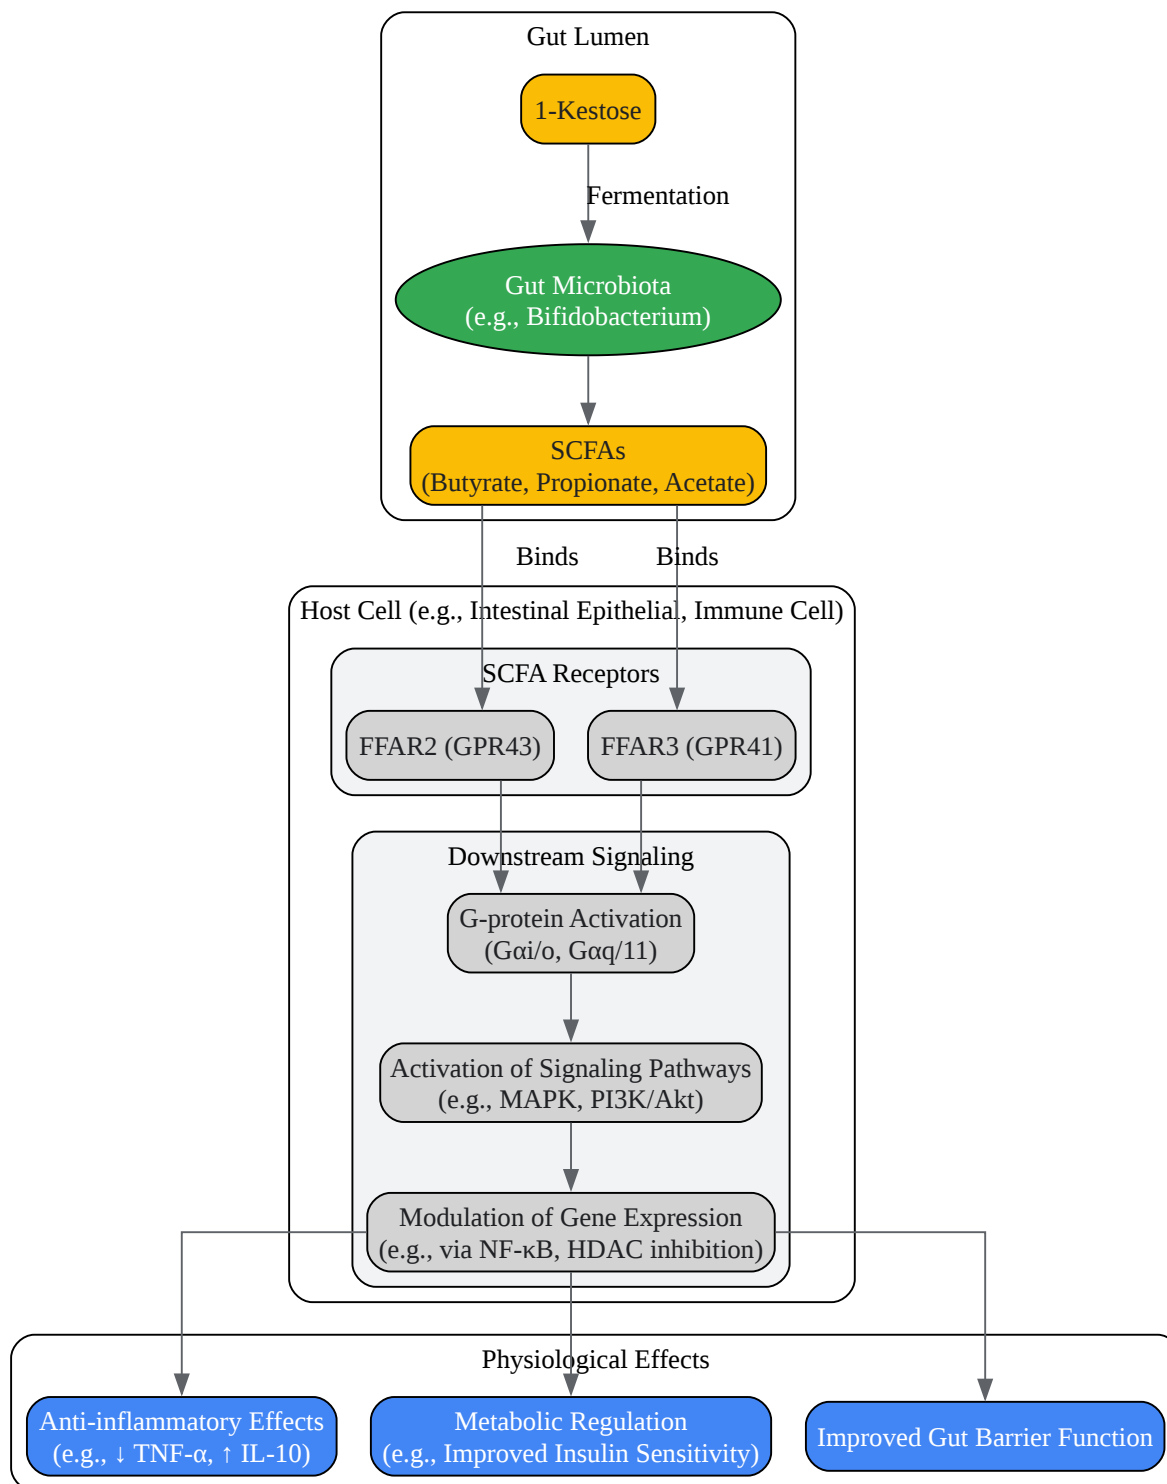 Gut Lumen
1-Kestose
Fermentation
Gut Microbiota
(e.g., Bifidobacterium)
SCFAs
(Butyrate, Propionate, Acetate)
Binds
Binds
Host Cell (e.g., Intestinal Epithelial, Immune Cell)
SCFA Receptors
FFAR2 (GPR43)
FFAR3 (GPR41)
Downstream Signaling
G-protein Activation
(Gαi/o, Gαq/11)
Activation of Signaling Pathways
(e.g., MAPK, PI3K/Akt)
Modulation of Gene Expression
(e.g., via NF-κB, HDAC inhibition)
Physiological Effects
Anti-inflammatory Effects
(e.g., ↓ TNF-α, ↑ IL-10)
Metabolic Regulation
(e.g., Improved Insulin Sensitivity)
Improved Gut Barrier Function